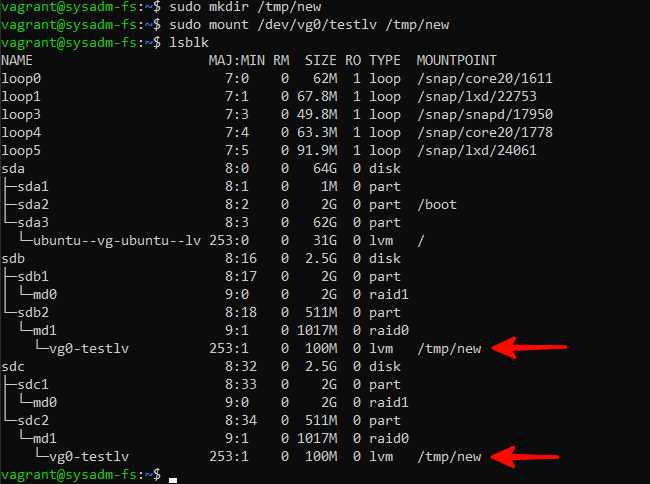 vagrant@sysadm-fs:~$ sudo mkdir /tmp/new
vagrant@sysadm-fs:~$ sudo mount /dev/vg0/testlv /tmp/new
vagrant@sysadm-fs:~$ lsblk
NAME                      MAJ:MIN RM  SIZE RO TYPE  MOUNTPOINT
loop0                       7:0    0   62M  1 loop  /snap/core20/1611
loop1                       7:1    0 67.8M  1 loop  /snap/lxd/22753
loop3                       7:3    0 49.8M  1 loop  /snap/snapd/17950
loop4                       7:4    0 63.3M  1 loop  /snap/core20/1778
loop5                       7:5    0 91.9M  1 loop  /snap/lxd/24061
sda                         8:0    0   64G  0 disk
├─sda1                      8:1    0    1M  0 part
├─sda2                      8:2    0    2G  0 part  /boot
└─sda3                      8:3    0   62G  0 part
  └─ubuntu--vg-ubuntu--lv 253:0    0   31G  0 lvm   /
sdb                         8:16   0  2.5G  0 disk
├─sdb1                      8:17   0    2G  0 part
│ └─md0                     9:0    0    2G  0 raid1
└─sdb2                      8:18   0  511M  0 part
  └─md1                     9:1    0 1017M  0 raid0
    └─vg0-testlv          253:1    0  100M  0 lvm   /tmp/new
sdc                         8:32   0  2.5G  0 disk
├─sdc1                      8:33   0    2G  0 part
│ └─md0                     9:0    0    2G  0 raid1
└─sdc2                      8:34   0  511M  0 part
  └─md1                     9:1    0 1017M  0 raid0
    └─vg0-testlv          253:1    0  100M  0 lvm   /tmp/new
vagrant@sysadm-fs:~$